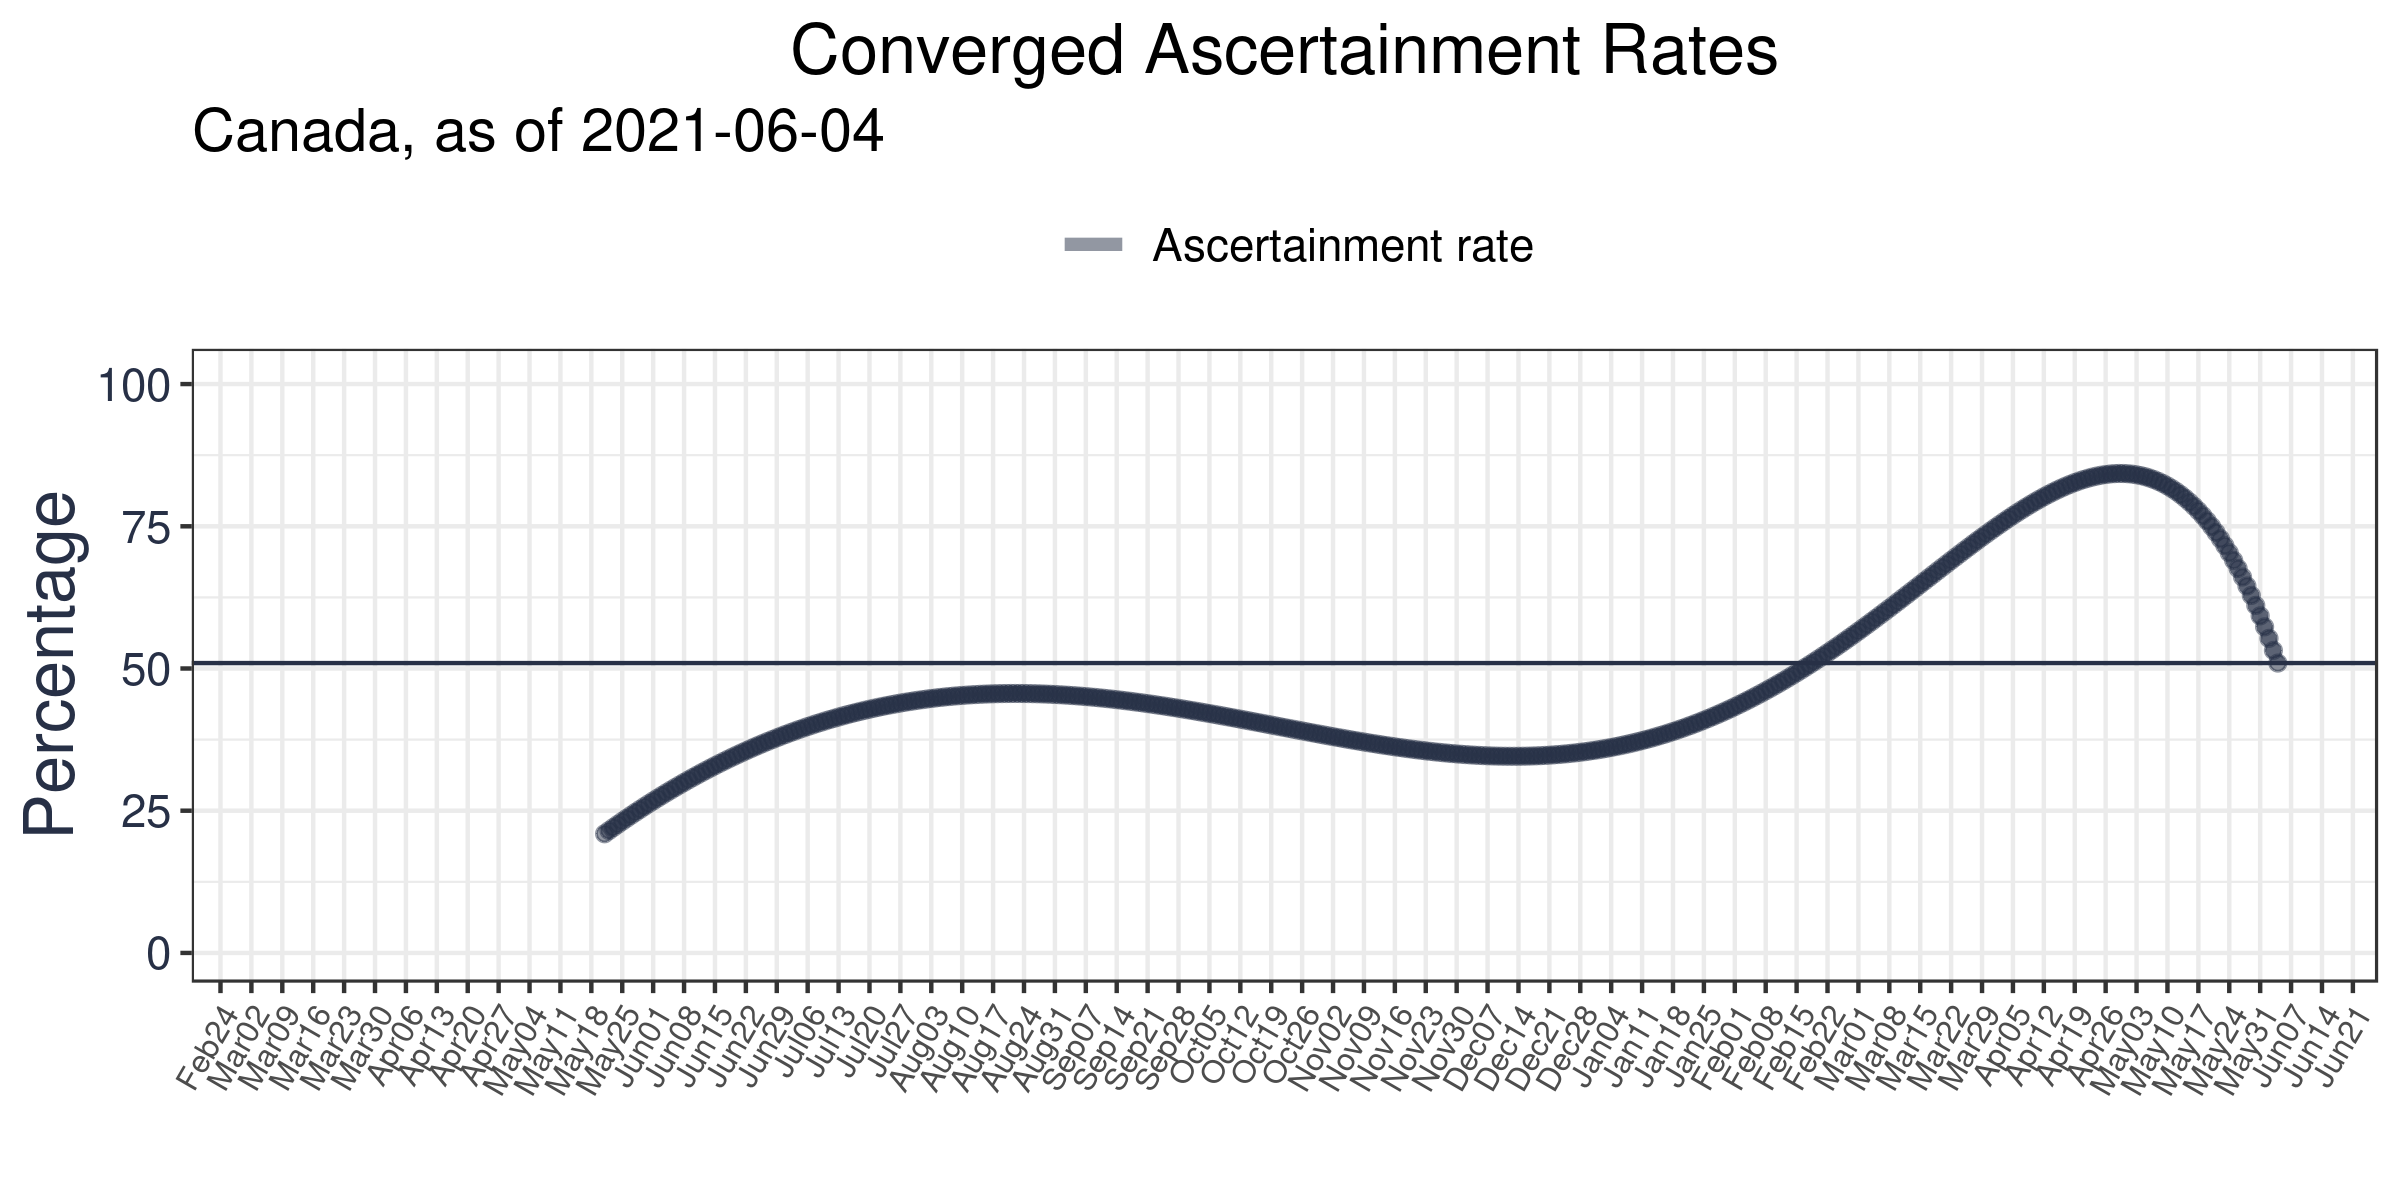 Converged Ascertainment Rates
Canada, as of 2021-06-04
Ascertainment rate
Percentage
100
75
50
25
0
Feb24 Mar02 Mar09 Mar16 Mar23 Mar30 Apr06 Apr13 Apr20 Apr27 May04 May11 May18 May25 Jun01 Jun08 Jun15 Jun22 Jun29 Jul06 Jul13 Jul20 Jul27 Aug03 Aug10 Aug17 Aug24 Aug31 Sep07 Sep14 Sep21 Sep28 Oct05 Oct12 Oct19 Oct26 Nov02 Nov09 Nov16 Nov23 Nov30 Dec07 Dec14 Dec21 Dec28 Jan04 Jan11 Jan18 Jan25 Feb01 Feb08 Feb15 Feb22 Mar01 Mar08 Mar15 Mar22 Mar29 Apr05 Apr12 Apr19 Apr26 May03 May10 May17 May24 May31 Jun07 Jun14 Jun21